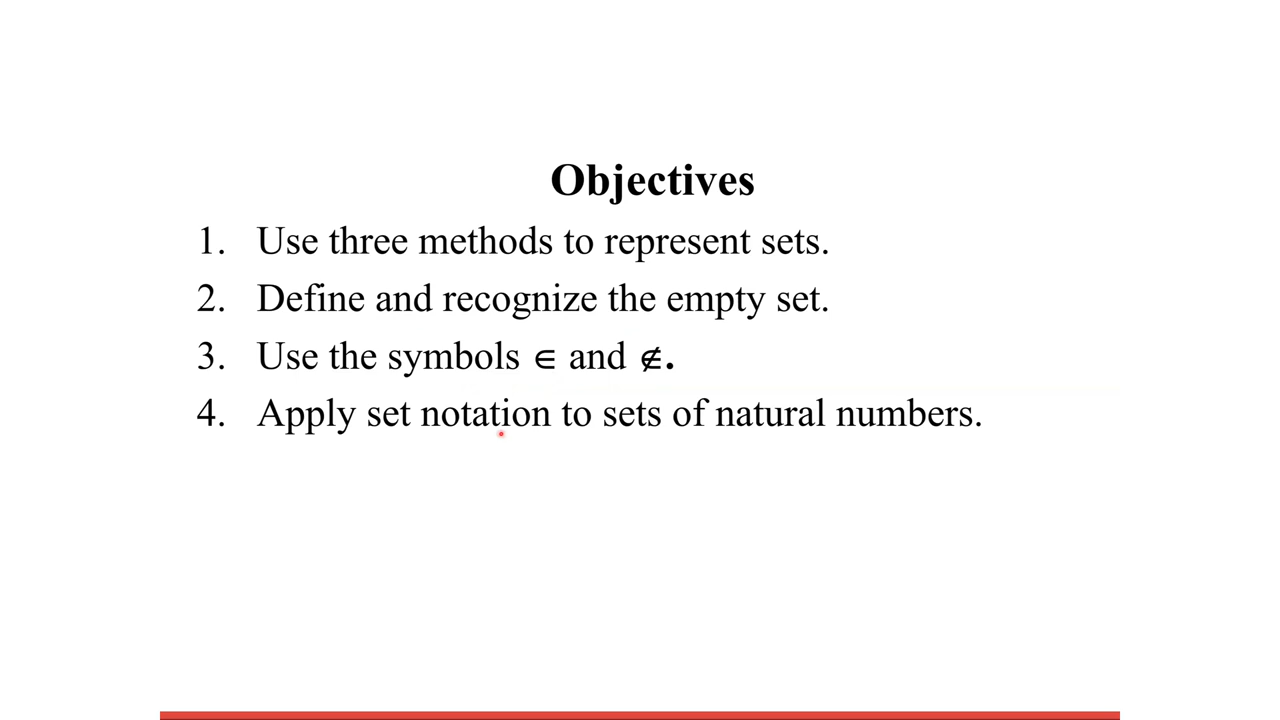 Objectives
1. Use three methods to represent sets.
2. Define and recognize the empty set.
3. Use the symbols ∈ and ∉.
4. Apply set notation to sets of natural numbers.